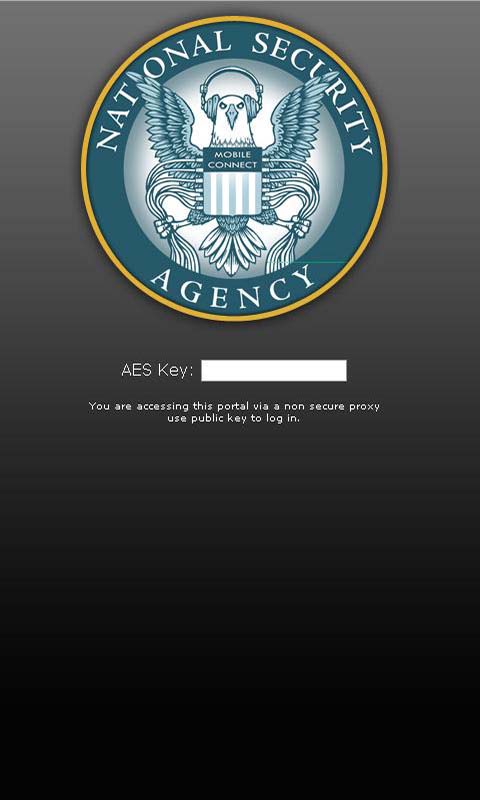 NATIONAL SECURITY
MOBILE
CONNECT
AGENCY
AES Key:
You are accessing this portal via a non secure proxy
use public key to log in.